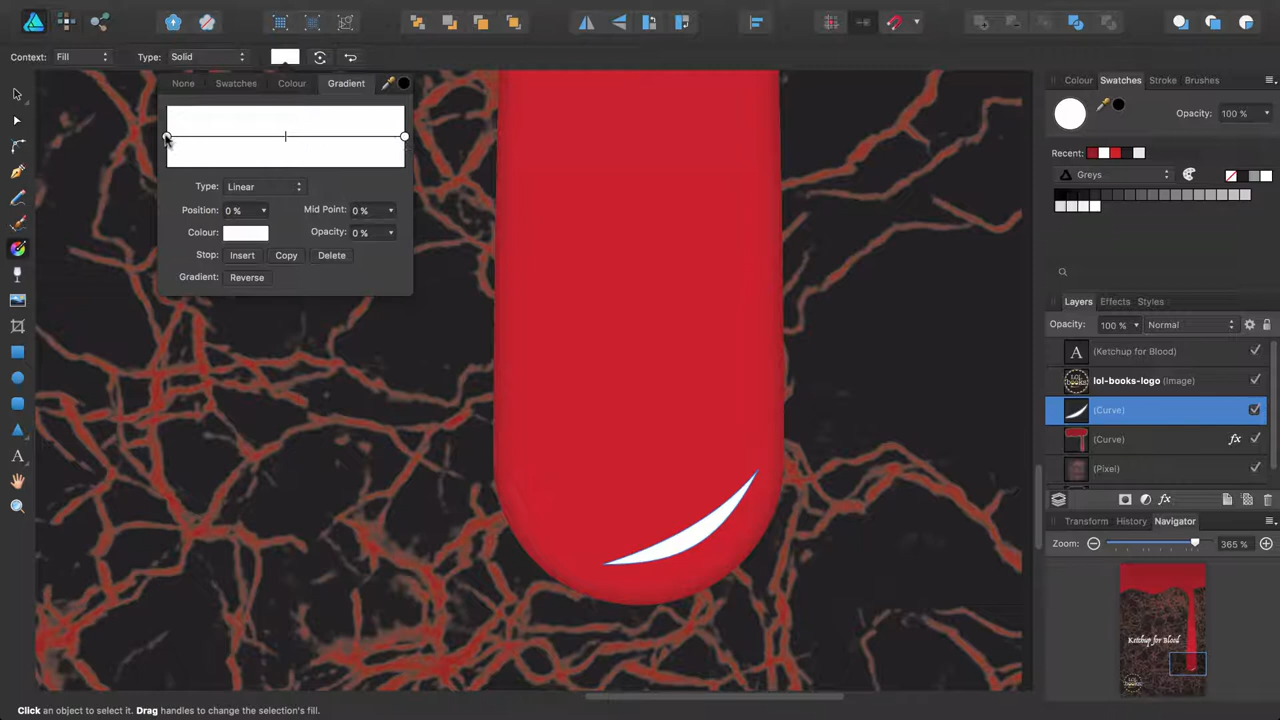 Context: Fill Type: Solid
None Swatches Colour Gradient
Type: Linear
Position: 0 % Mid Point: 0 %
Colour: Opacity: 0 %
Stop: Insert Copy Delete
Gradient: Reverse
Colour Swatches Stroke Brushes
Opacity: 100 %
Recent:
Greys
Layers Effects Styles
Opacity: 100 % Normal
A (Ketchup for Blood)
lol-books-logo (Image)
(Curve)
(Curve) fx
(Pixel)
fx
Transform History Navigator
Zoom: 365 %
Ketchup for Blood
Click an object to select it. Drag handles to change the selection's fill.